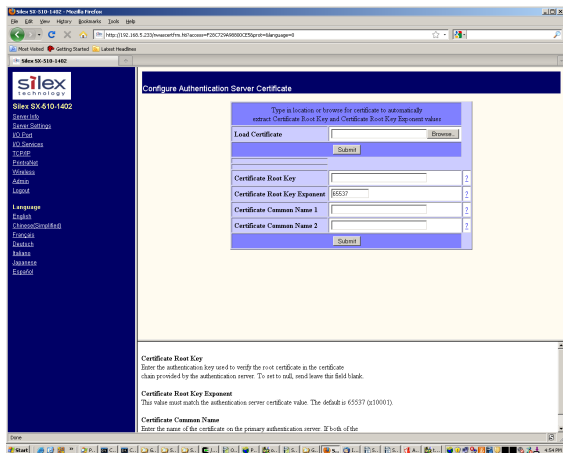 Silex SX-510-1402 - Mozilla Firefox
File Edit View History Bookmarks Tools Help
Most Visited Getting Started Latest Headlines
Silex SX-510-1402
silex
technology
Silex SX-510-1402
Server Info
Server Settings
I/O Port
I/O Services
TCP/IP
PentraNet
Wireless
Admin
Logout
Language
English
Chinese(Simplified)
Français
Deutsch
Italiano
Japanese
Español
Configure Authentication Server Certificate
Type in location or browse for certificate to automatically
extract Certificate Root Key and Certificate Root Key Exponent values
Load Certificate Browse..
Submit
Certificate Root Key ?
Certificate Root Key Exponent 65537 ?
Certificate Common Name 1 ?
Certificate Common Name 2 ?
Submit
Certificate Root Key
Enter the authentication key used to verify the root certificate in the certificate
chain provided by the authentication server. To set to null, send leave this field blank.
Certificate Root Key Exponent
This value must match the authentication server certificate value. The default is 65537 (x10001).
Certificate Common Name
Enter the name of the certificate on the primary authentication server. If both of the
Done
Start
4:54 PM